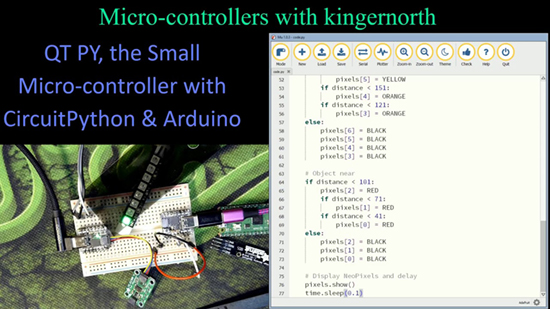 Micro-controllers with kingernorth
QT PY, the Small
Micro-controller with
CircuitPython & Arduino
Mode
New
Load
Save
Serial
Plotter
Zoom-in
Zoom-out
Theme
Check
Help
Quit
52 pixels[5] = YELLOW
53 if distance < 151:
54 pixels[4] = ORANGE
55 if distance < 121:
56 pixels[3] = ORANGE
57 else:
58 pixels[6] = BLACK
59 pixels[5] = BLACK
60 pixels[4] = BLACK
61 pixels[3] = BLACK
62
63 # Object near
64 if distance < 101:
65 pixels[2] = RED
66 if distance < 71:
67 pixels[1] = RED
68 if distance < 41:
69 pixels[0] = RED
70 else:
71 pixels[2] = BLACK
72 pixels[1] = BLACK
73 pixels[0] = BLACK
74
75 # Display NeoPixels and delay
76 pixels.show()
77 time.sleep(0.1)